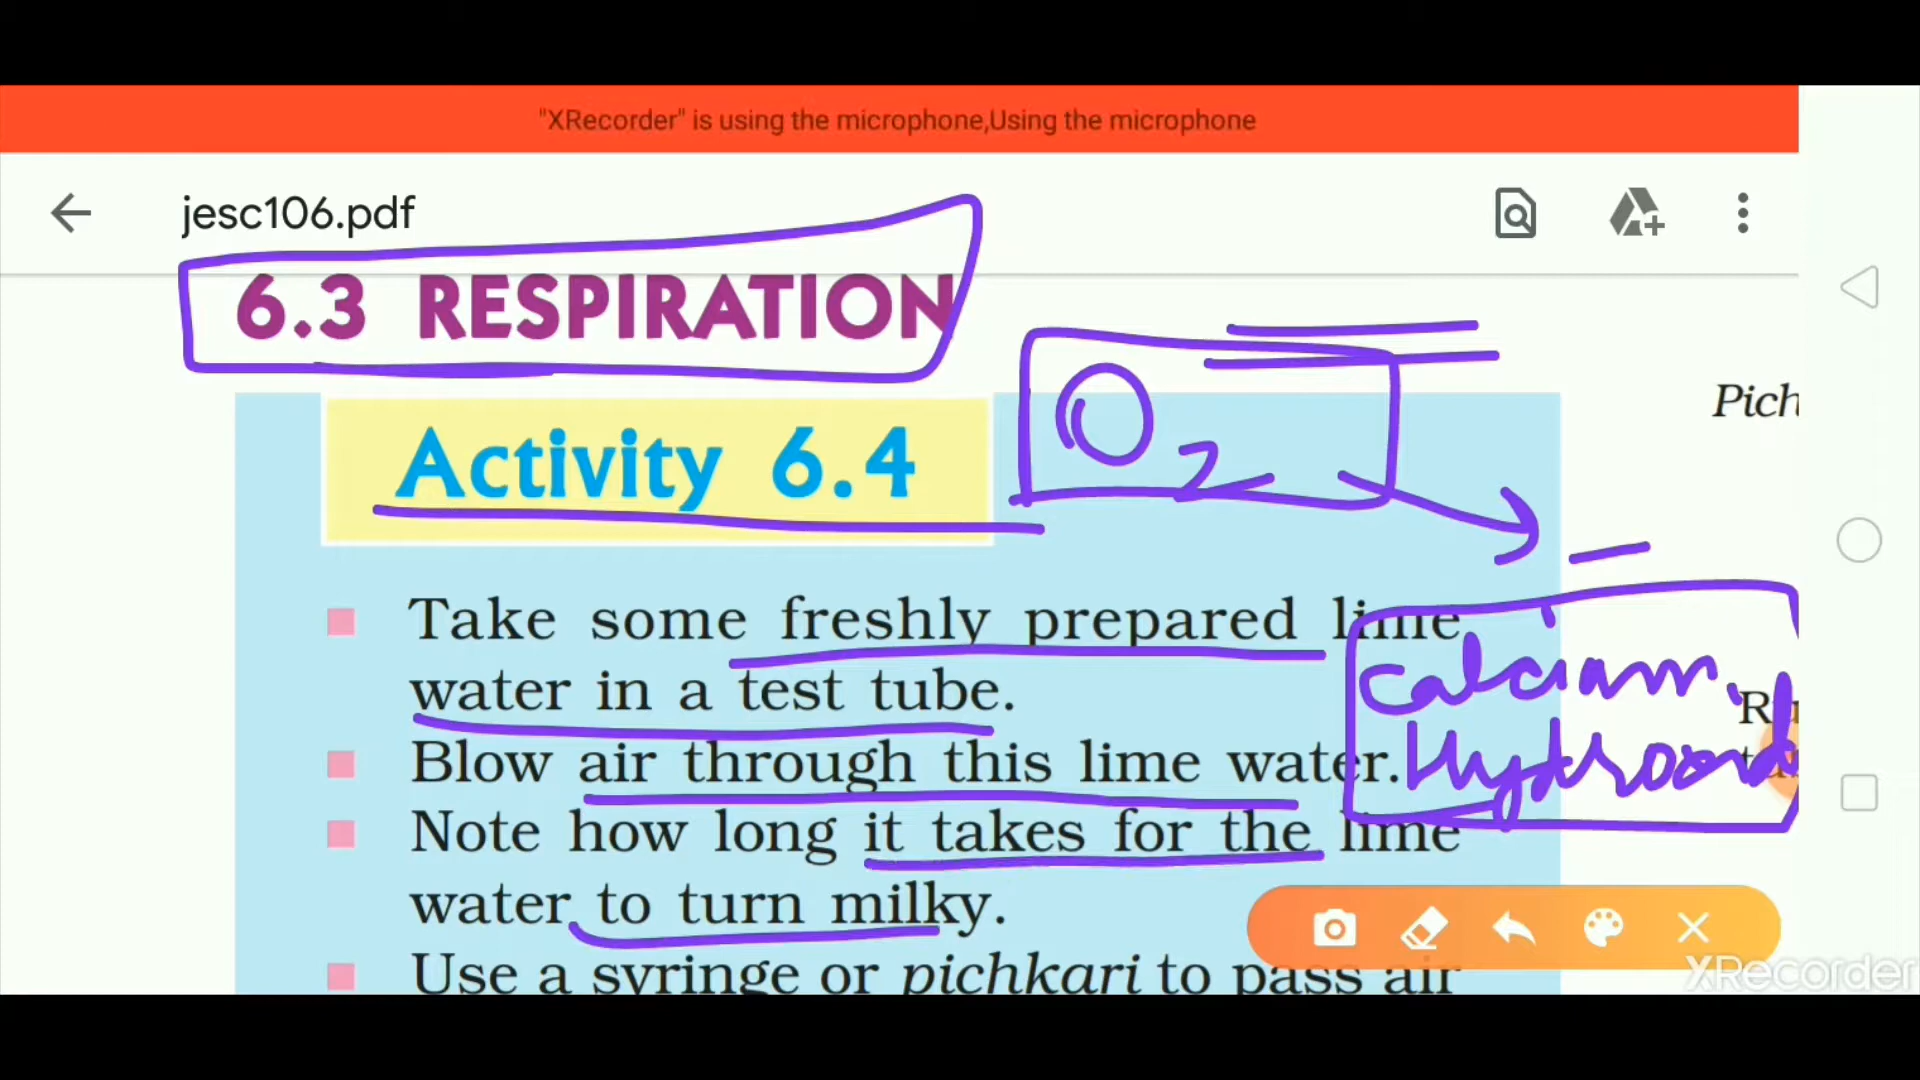 "XRecorder" is using the microphone,Using the microphone
jesc106.pdf
6.3 RESPIRATION
O2
Pich
Activity 6.4
Take some freshly prepared lime
water in a test tube.
Calcium
Blow air through this lime water.
Note how long it takes for the lime
water to turn milky.
Use a syringe or pichkari to pass air
XRecorder